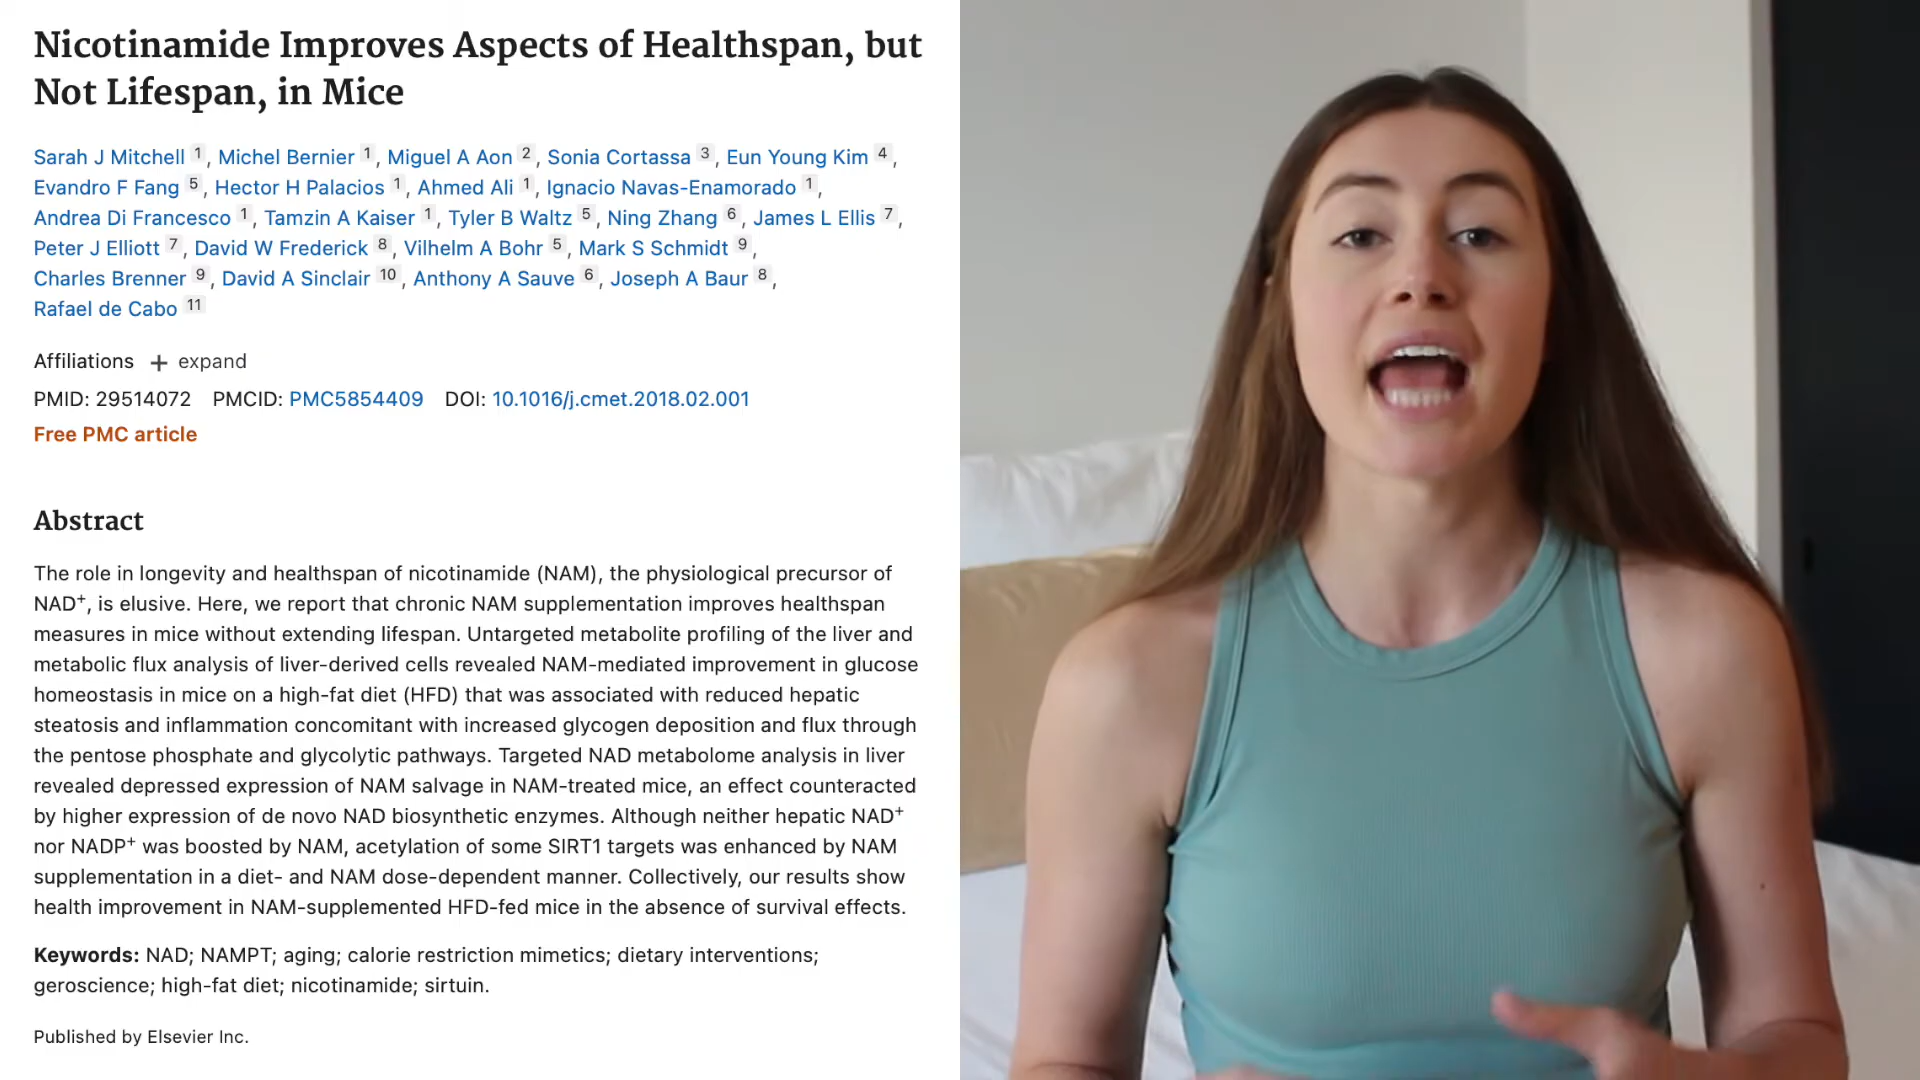 Nicotinamide Improves Aspects of Healthspan, but
Not Lifespan, in Mice
Sarah J Mitchell 1, Michel Bernier 1, Miguel A Aon 2, Sonia Cortassa 3, Eun Young Kim 4,
Evandro F Fang 5, Hector H Palacios 1, Ahmed Ali 1, Ignacio Navas-Enamorado 1,
Andrea Di Francesco 1, Tamzin A Kaiser 1, Tyler B Waltz 5, Ning Zhang 6, James L Ellis 7,
Peter J Elliott 7, David W Frederick 8, Vilhelm A Bohr 5, Mark S Schmidt 9,
Charles Brenner 9, David A Sinclair 10, Anthony A Sauve 6, Joseph A Baur 8,
Rafael de Cabo 11
Affiliations + expand
PMID: 29514072 PMCID: PMC5854409 DOI: 10.1016/j.cmet.2018.02.001
Free PMC article
Abstract
The role in longevity and healthspan of nicotinamide (NAM), the physiological precursor of
NAD+, is elusive. Here, we report that chronic NAM supplementation improves healthspan
measures in mice without extending lifespan. Untargeted metabolite profiling of the liver and
metabolic flux analysis of liver-derived cells revealed NAM-mediated improvement in glucose
homeostasis in mice on a high-fat diet (HFD) that was associated with reduced hepatic
steatosis and inflammation concomitant with increased glycogen deposition and flux through
the pentose phosphate and glycolytic pathways. Targeted NAD metabolome analysis in liver
revealed depressed expression of NAM salvage in NAM-treated mice, an effect counteracted
by higher expression of de novo NAD biosynthetic enzymes. Although neither hepatic NAD+
nor NADP+ was boosted by NAM, acetylation of some SIRT1 targets was enhanced by NAM
supplementation in a diet- and NAM dose-dependent manner. Collectively, our results show
health improvement in NAM-supplemented HFD-fed mice in the absence of survival effects.
Keywords: NAD; NAMPT; aging; calorie restriction mimetics; dietary interventions;
geroscience; high-fat diet; nicotinamide; sirtuin.
Published by Elsevier Inc.